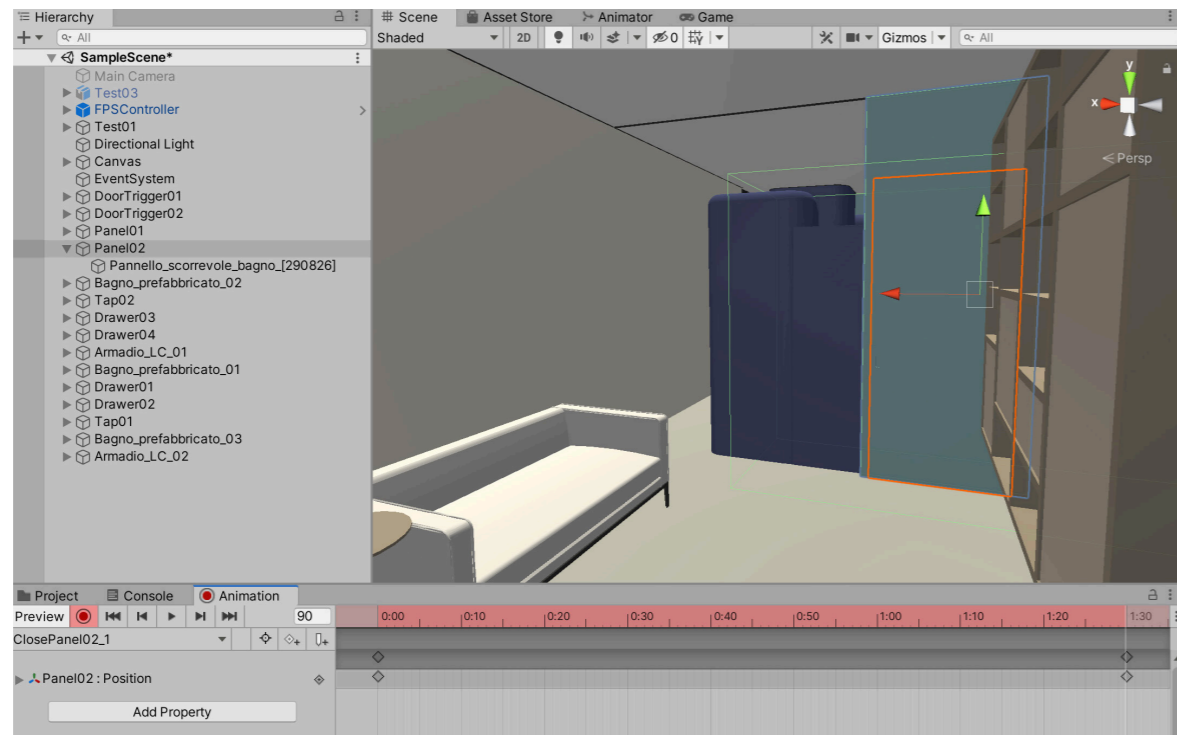 Hierarchy
# Scene Asset Store Animator Game
All
Shaded 2D 0 Gizmos All
SampleScene*
Main Camera
Test03
FPSController
Test01
Directional Light
Canvas
EventSystem
DoorTrigger01
DoorTrigger02
Panel01
Panel02
Pannello_scorrevole_bagno_[290826]
Bagno_prefabbricato_02
Tap02
Drawer03
Drawer04
Armadio_LC_01
Bagno_prefabbricato_01
Drawer01
Drawer02
Tap01
Bagno_prefabbricato_03
Armadio_LC_02
y
x
Persp
Project Console Animation
Preview 90 0:00 0:10 0:20 0:30 0:40 0:50 1:00 1:10 1:20 1:30
ClosePanel02_1
Panel02 : Position
Add Property